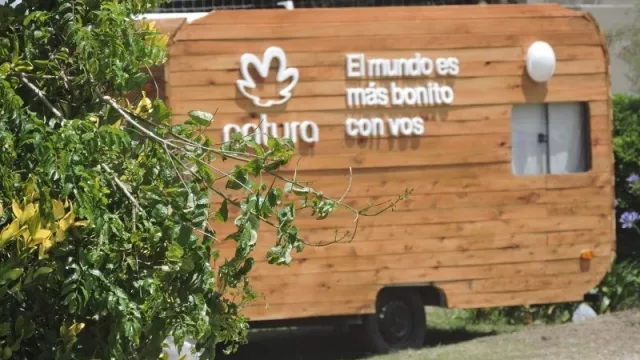 natura
El mundo es
más bonito
con vos